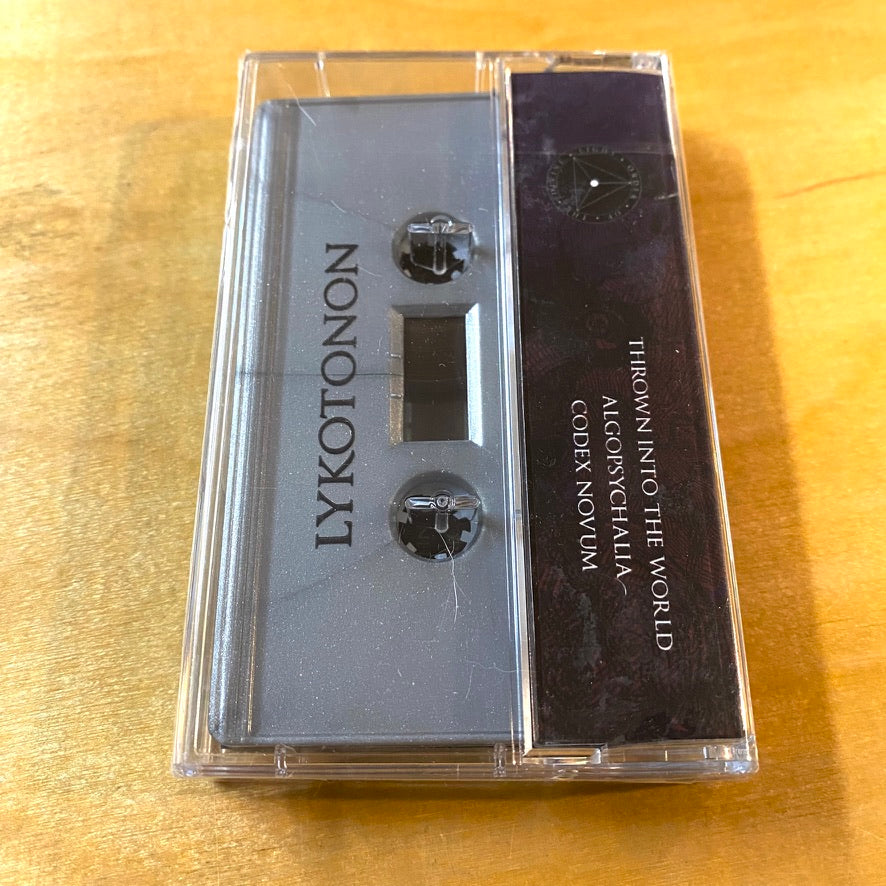 LYKOTONON
THROWN INTO THE WORLD
ALGOPSYCHALIA
CODEX NOVUM